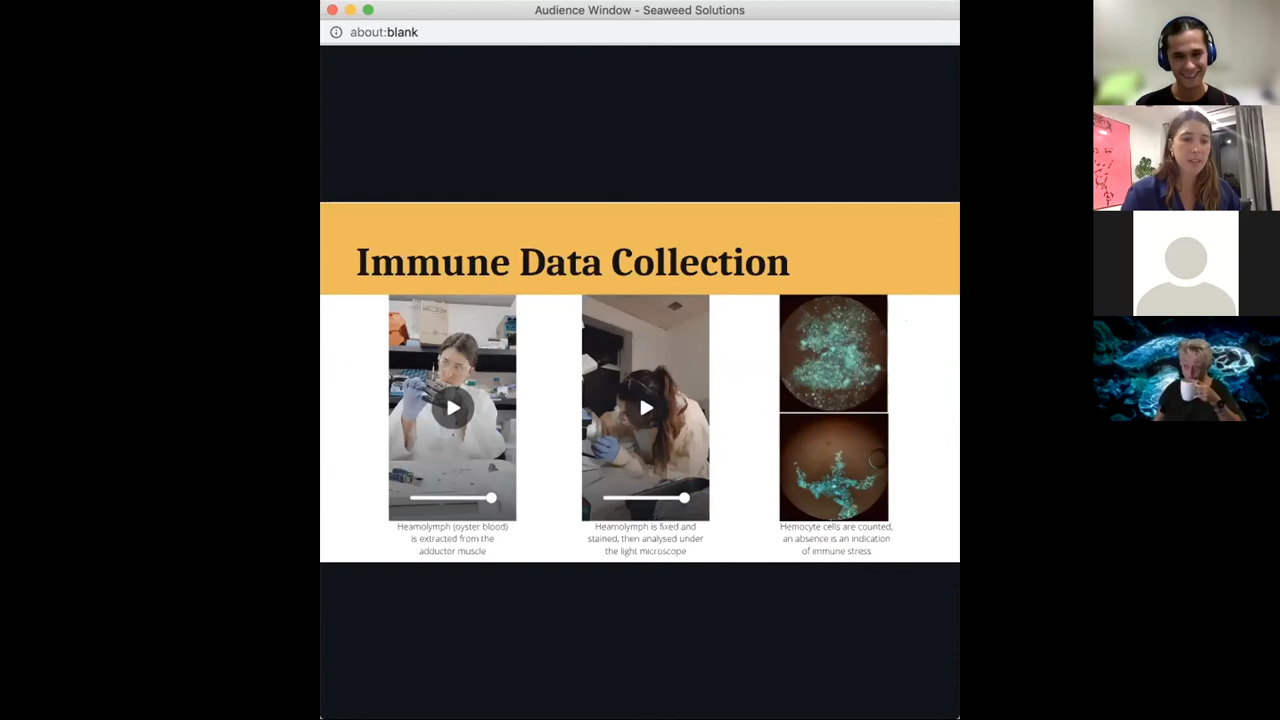 Audience Window - Seaweed Solutions
about:blank
Immune Data Collection
Heamolymph (oyster blood)
is extracted from the
adductor muscle
Heamolymph is fixed and
stained, then analysed under
the light microscope
Hemocyte cells are counted,
an absence is an indication
of immune stress